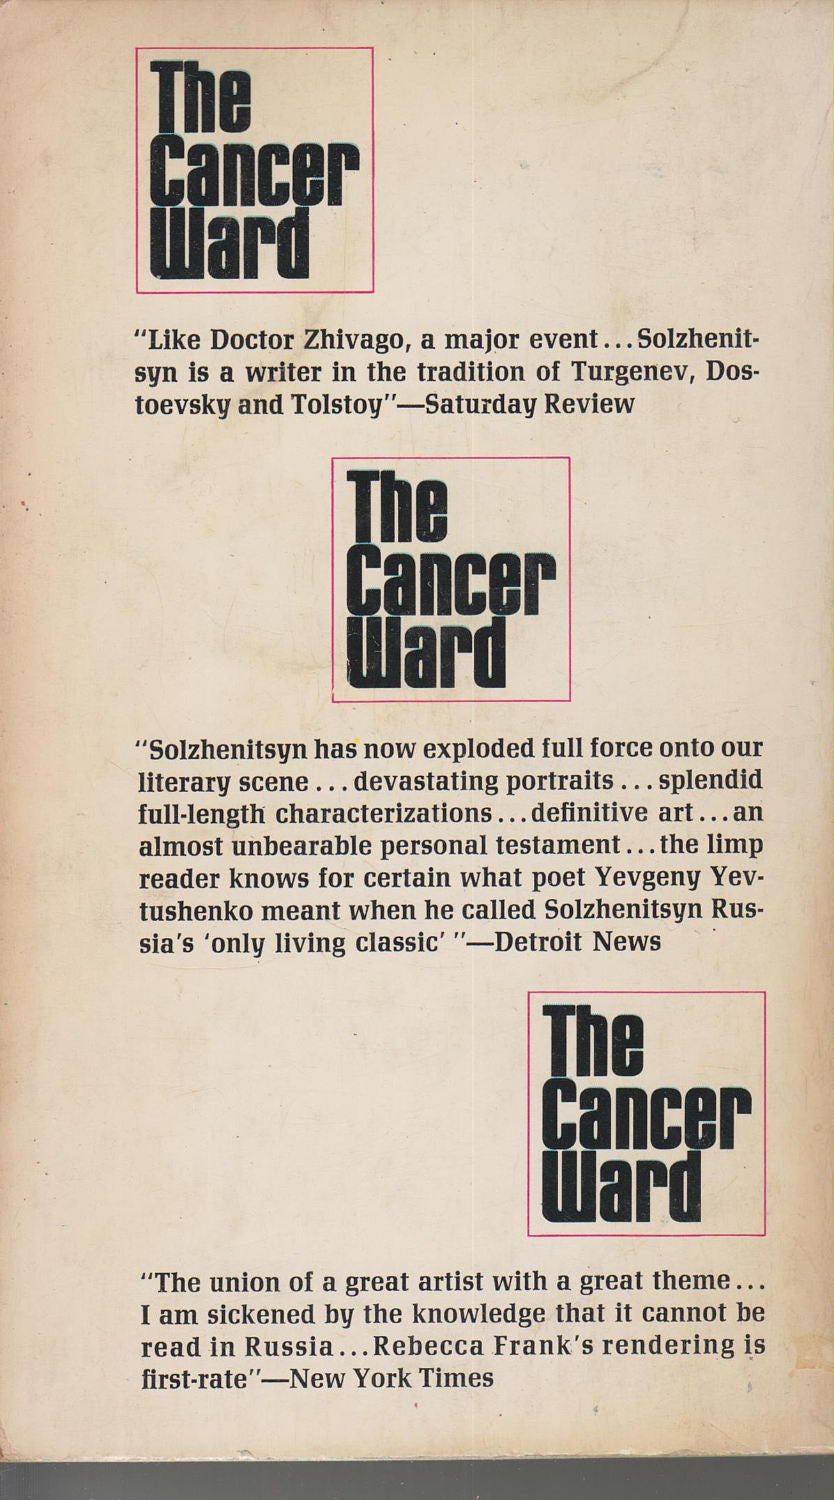 The
Cancer
Ward
“Like Doctor Zhivago, a major event...Solzhenit-
syn is a writer in the tradition of Turgenev, Dos-
toevsky and Tolstoy”—Saturday Review
The
Cancer
Ward
“Solzhenitsyn has now exploded full force onto our
literary scene...devastating portraits...splendid
full-length characterizations...definitive art...an
almost unbearable personal testament...the limp
reader knows for certain what poet Yevgeny Yev-
tushenko meant when he called Solzhenitsyn Rus-
sia's ‘only living classic’ ”—Detroit News
The
Cancer
Ward
“The union of a great artist with a great theme...
I am sickened by the knowledge that it cannot be
read in Russia...Rebecca Frank's rendering is
first-rate”—New York Times